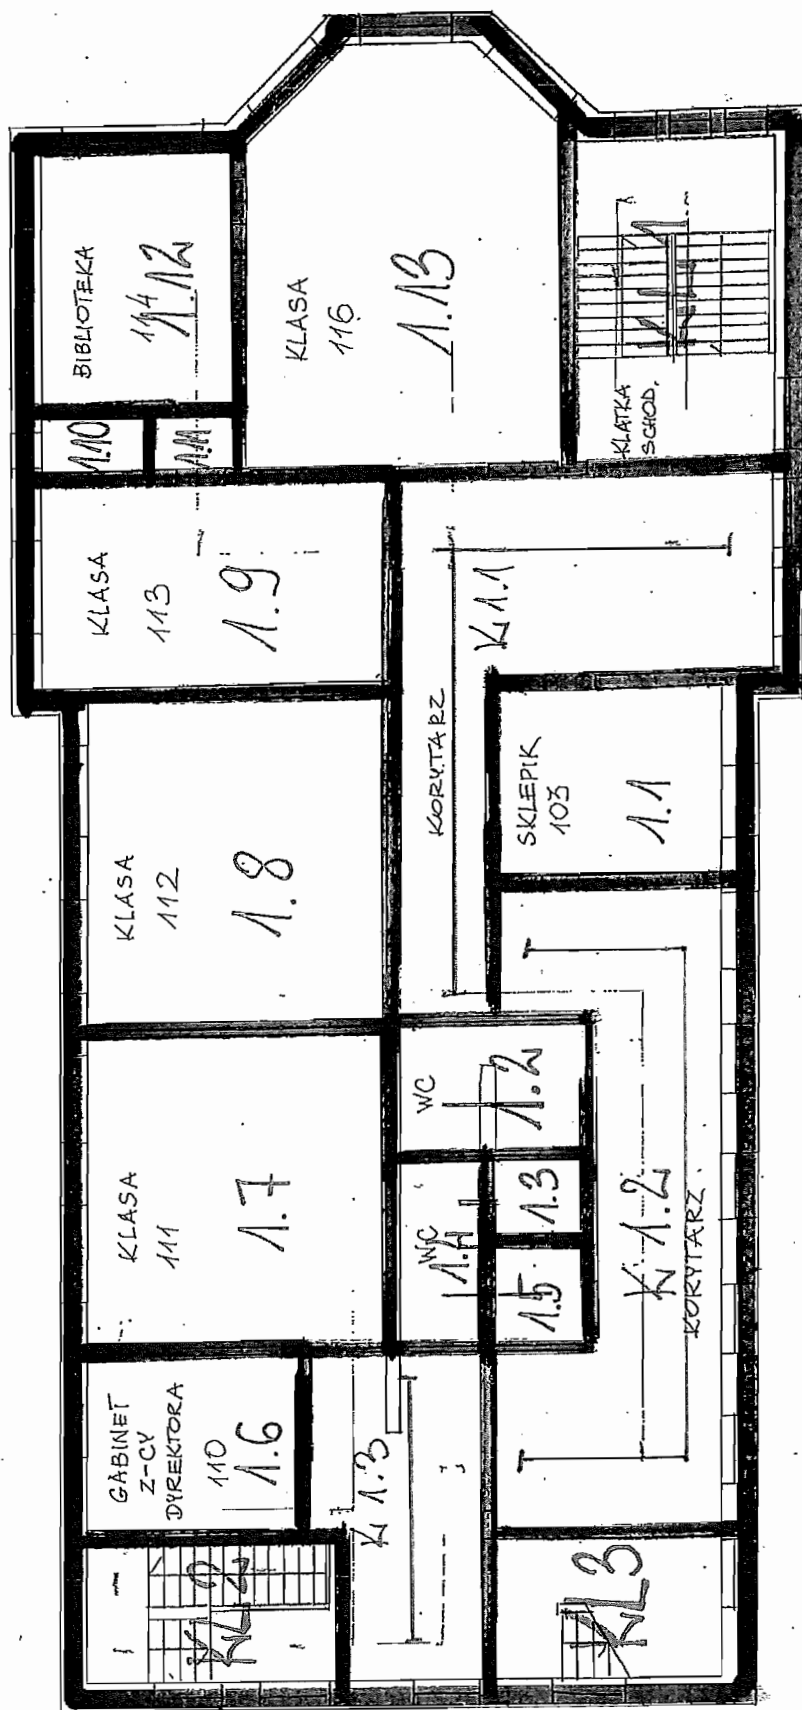 BIBLIOTEKA
114
1.12
KLASA
116
1.13
KLATKA
SCHOD.
1.10
1.11
KLASA
113
1.9
K 1.1
KORYTARZ
SKLEPIK
103
1.1
KLASA
112
1.8
WC
1.2
KLASA
111
1.7
WC
1.4
1.3
1.5
K 1.2
KORYTARZ
GABINET
Z-CY
DYREKTORA
110
1.6
K 1.3
KL 2
KL 3